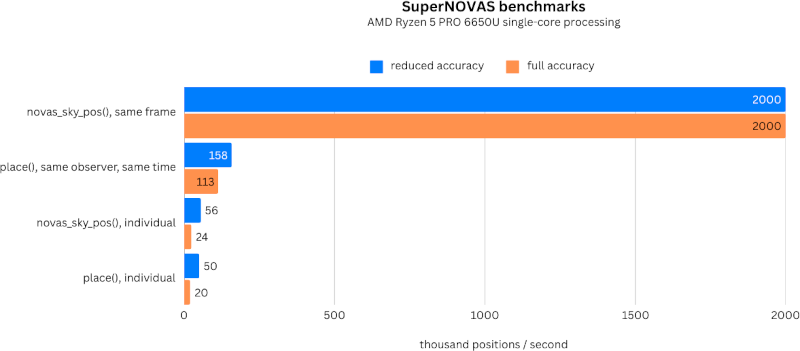 SuperNOVAS benchmarks
AMD Ryzen 5 PRO 6650U single-core processing
reduced accuracy full accuracy
novas_sky_pos(), same frame 2000
2000
place(), same observer, same time 158
113
novas_sky_pos(), individual 56
24
place(), individual 50
20
0 500 1000 1500 2000
thousand positions / second